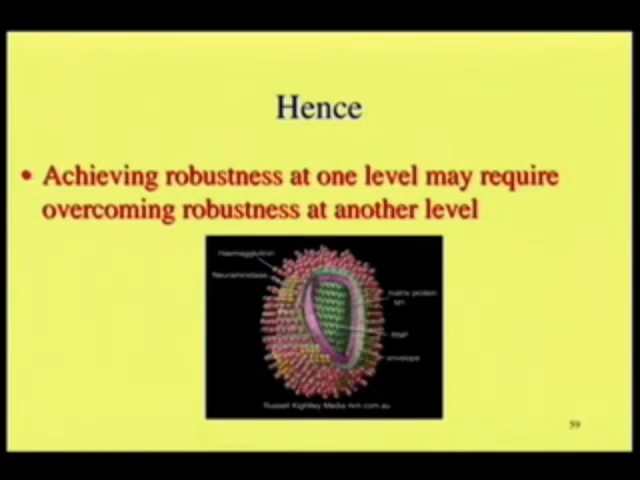 Hence
• Achieving robustness at one level may require
overcoming robustness at another level
Haemagglutinin
Neuraminidase
matrix protein
RNP
envelope
Russell Kightley Media rkm.com.au
59